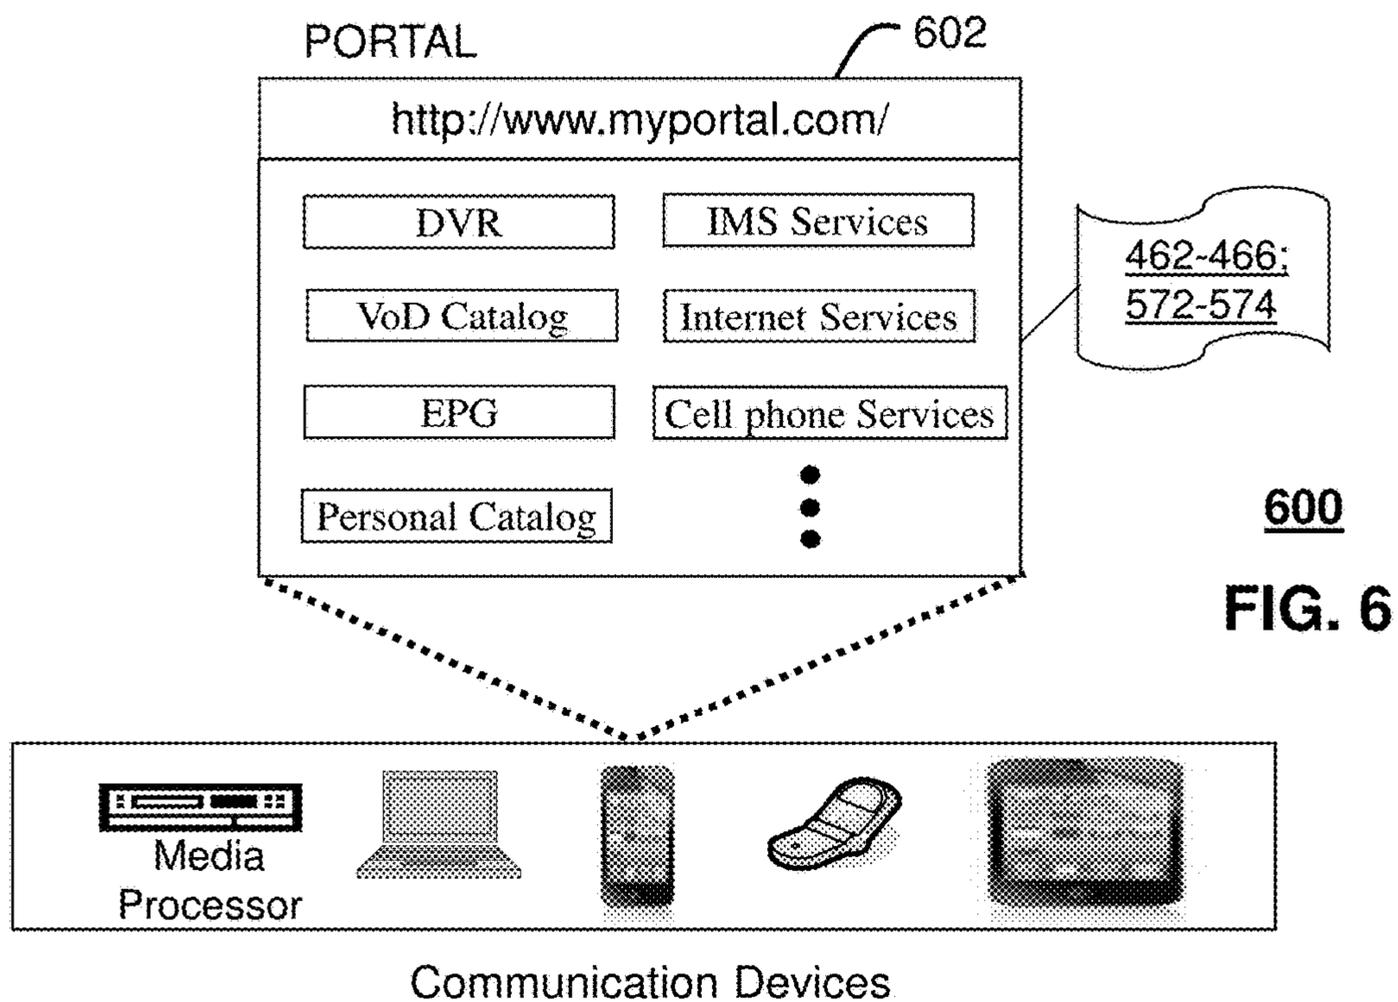 PORTAL
602
http://www.myportal.com/
DVR
IMS Services
VoD Catalog
Internet Services
EPG
Cell phone Services
Personal Catalog
462-466;
572-574
600
FIG. 6
Media
Processor
Communication Devices